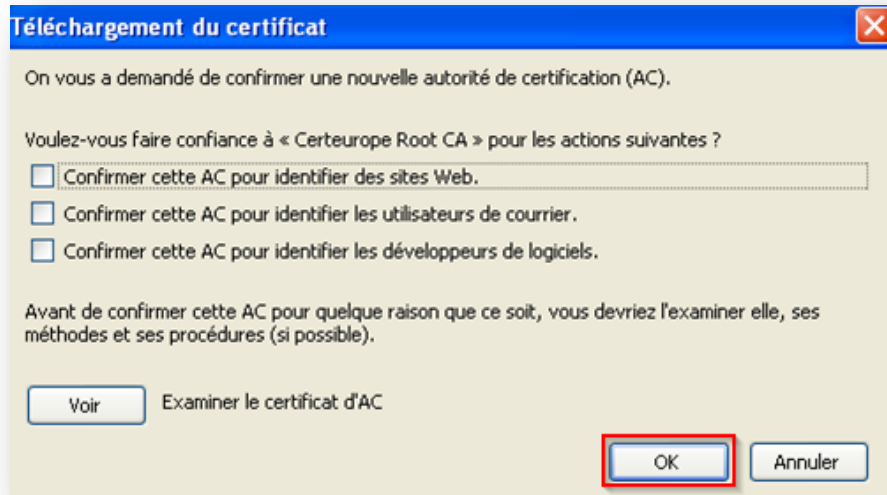 Téléchargement du certificat
On vous a demandé de confirmer une nouvelle autorité de certification (AC).
Voulez-vous faire confiance à « Certeurope Root CA » pour les actions suivantes ?
Confirmer cette AC pour identifier des sites Web.
Confirmer cette AC pour identifier les utilisateurs de courrier.
Confirmer cette AC pour identifier les développeurs de logiciels.
Avant de confirmer cette AC pour quelque raison que ce soit, vous devriez l'examiner elle, ses
méthodes et ses procédures (si possible).
Voir Examiner le certificat d'AC
OK Annuler